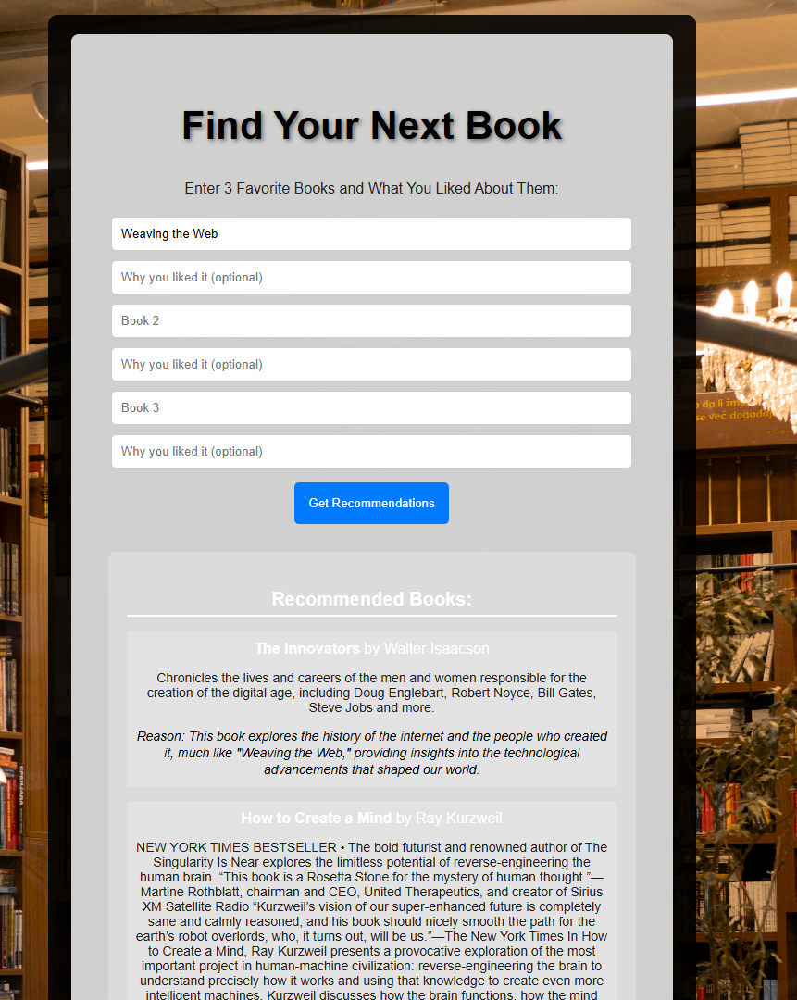 Find Your Next Book
Enter 3 Favorite Books and What You Liked About Them:
Weaving the Web
Why you liked it (optional)
Book 2
Why you liked it (optional)
Book 3
Why you liked it (optional)
Get Recommendations
Recommended Books:
The Innovators by Walter Isaacson
Chronicles the lives and careers of the men and women responsible for the
creation of the digital age, including Doug Englebart, Robert Noyce, Bill Gates,
Steve Jobs and more.
Reason: This book explores the history of the internet and the people who created
it, much like "Weaving the Web," providing insights into the technological
advancements that shaped our world.
How to Create a Mind by Ray Kurzweil
NEW YORK TIMES BESTSELLER • The bold futurist and renowned author of The
Singularity Is Near explores the limitless potential of reverse-engineering the
human brain. “This book is a Rosetta Stone for the mystery of human thought.”—
Martine Rothblatt, chairman and CEO, United Therapeutics, and creator of Sirius
XM Satellite Radio “Kurzweil’s vision of our super-enhanced future is completely
sane and calmly reasoned, and his book should nicely smooth the path for the
earth’s robot overlords, who, it turns out, will be us.”—The New York Times In How
to Create a Mind, Ray Kurzweil presents a provocative exploration of the most
important project in human-machine civilization: reverse-engineering the brain to
understand precisely how it works and using that knowledge to create even more
intelligent machines. Kurzweil discusses how the brain functions, how the mind
da li
se već